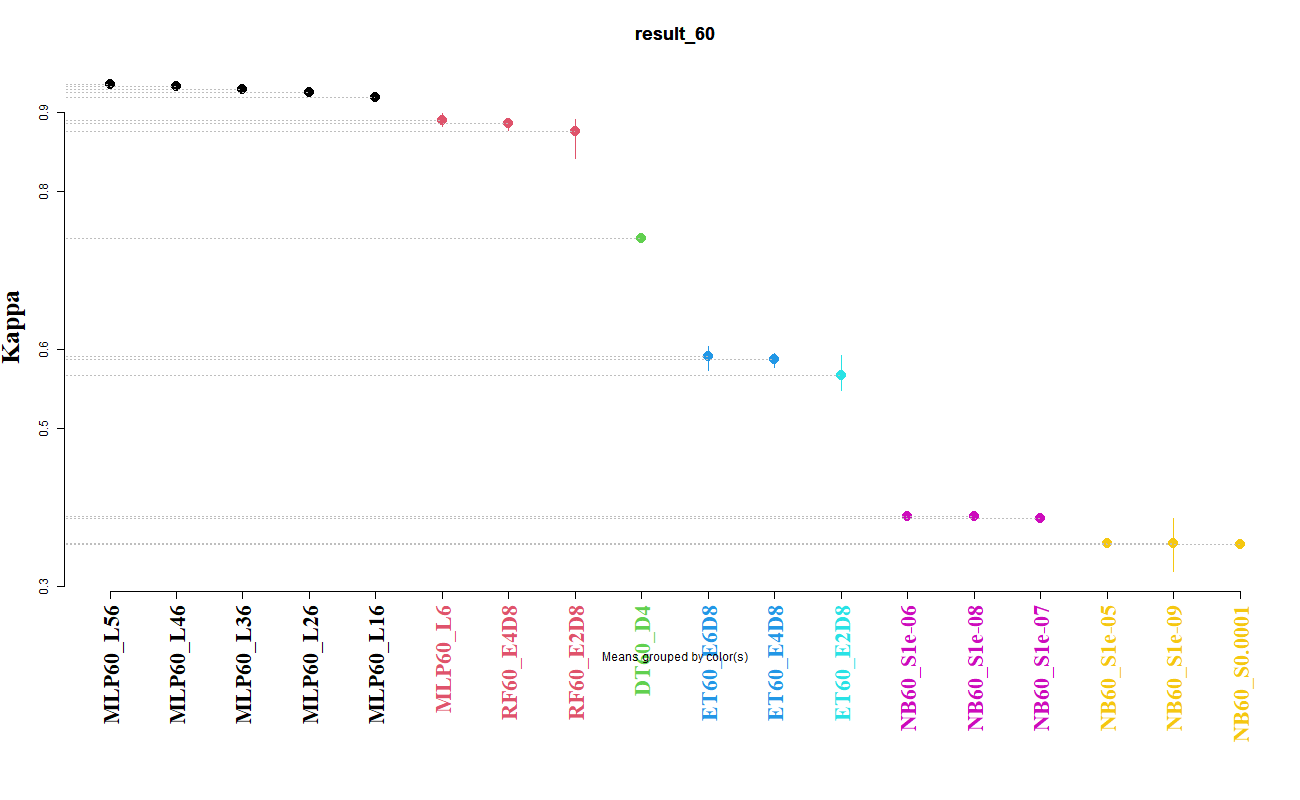 result_60
Kappa
0.9
0.8
0.6
0.5
0.3
MLP60_L56
MLP60_L46
MLP60_L36
MLP60_L26
MLP60_L16
MLP60_L6
RF60_E4D8
RF60_E2D8
DT60_D4
ET60_E6D8
ET60_E4D8
ET60_E2D8
NB60_S1e-06
NB60_S1e-08
NB60_S1e-07
NB60_S1e-05
NB60_S1e-09
NB60_S0.0001
Means grouped by color(s)